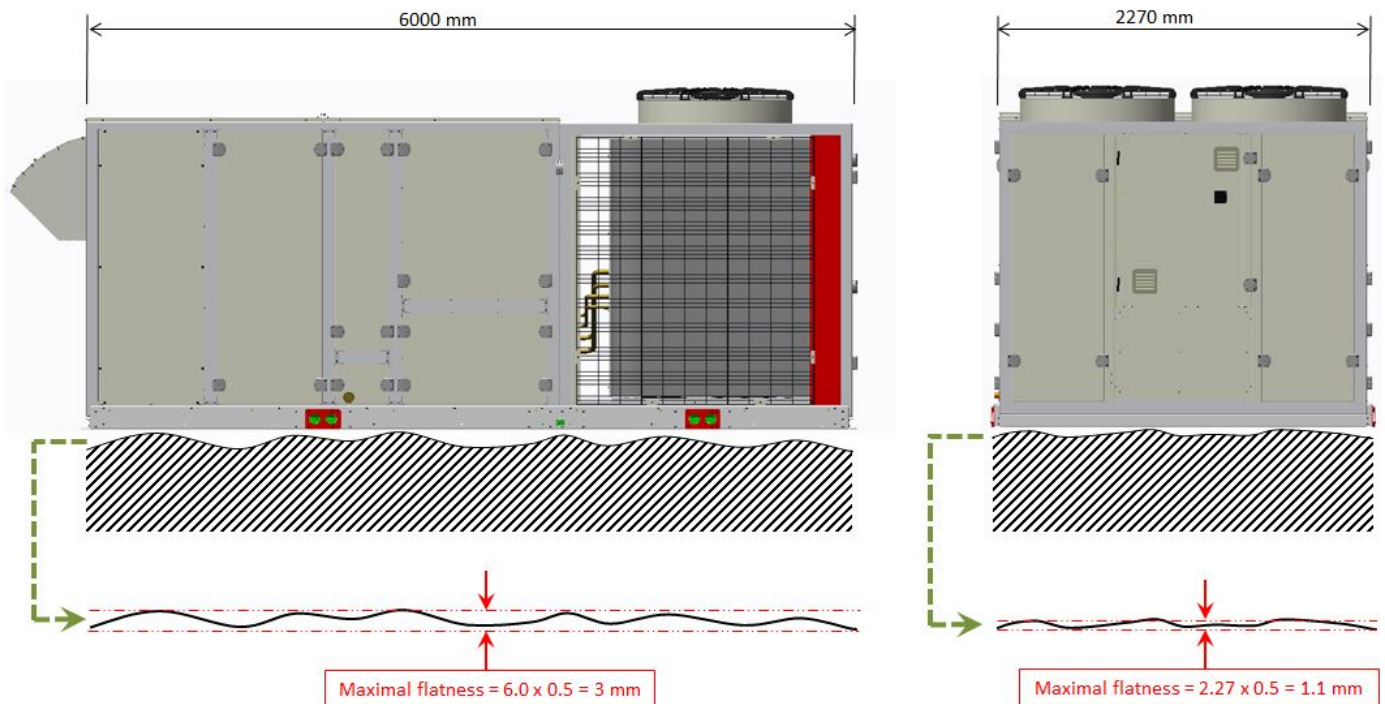 6000 mm
2270 mm
Maximal flatness = 6.0 x 0.5 = 3 mm
Maximal flatness = 2.27 x 0.5 = 1.1 mm